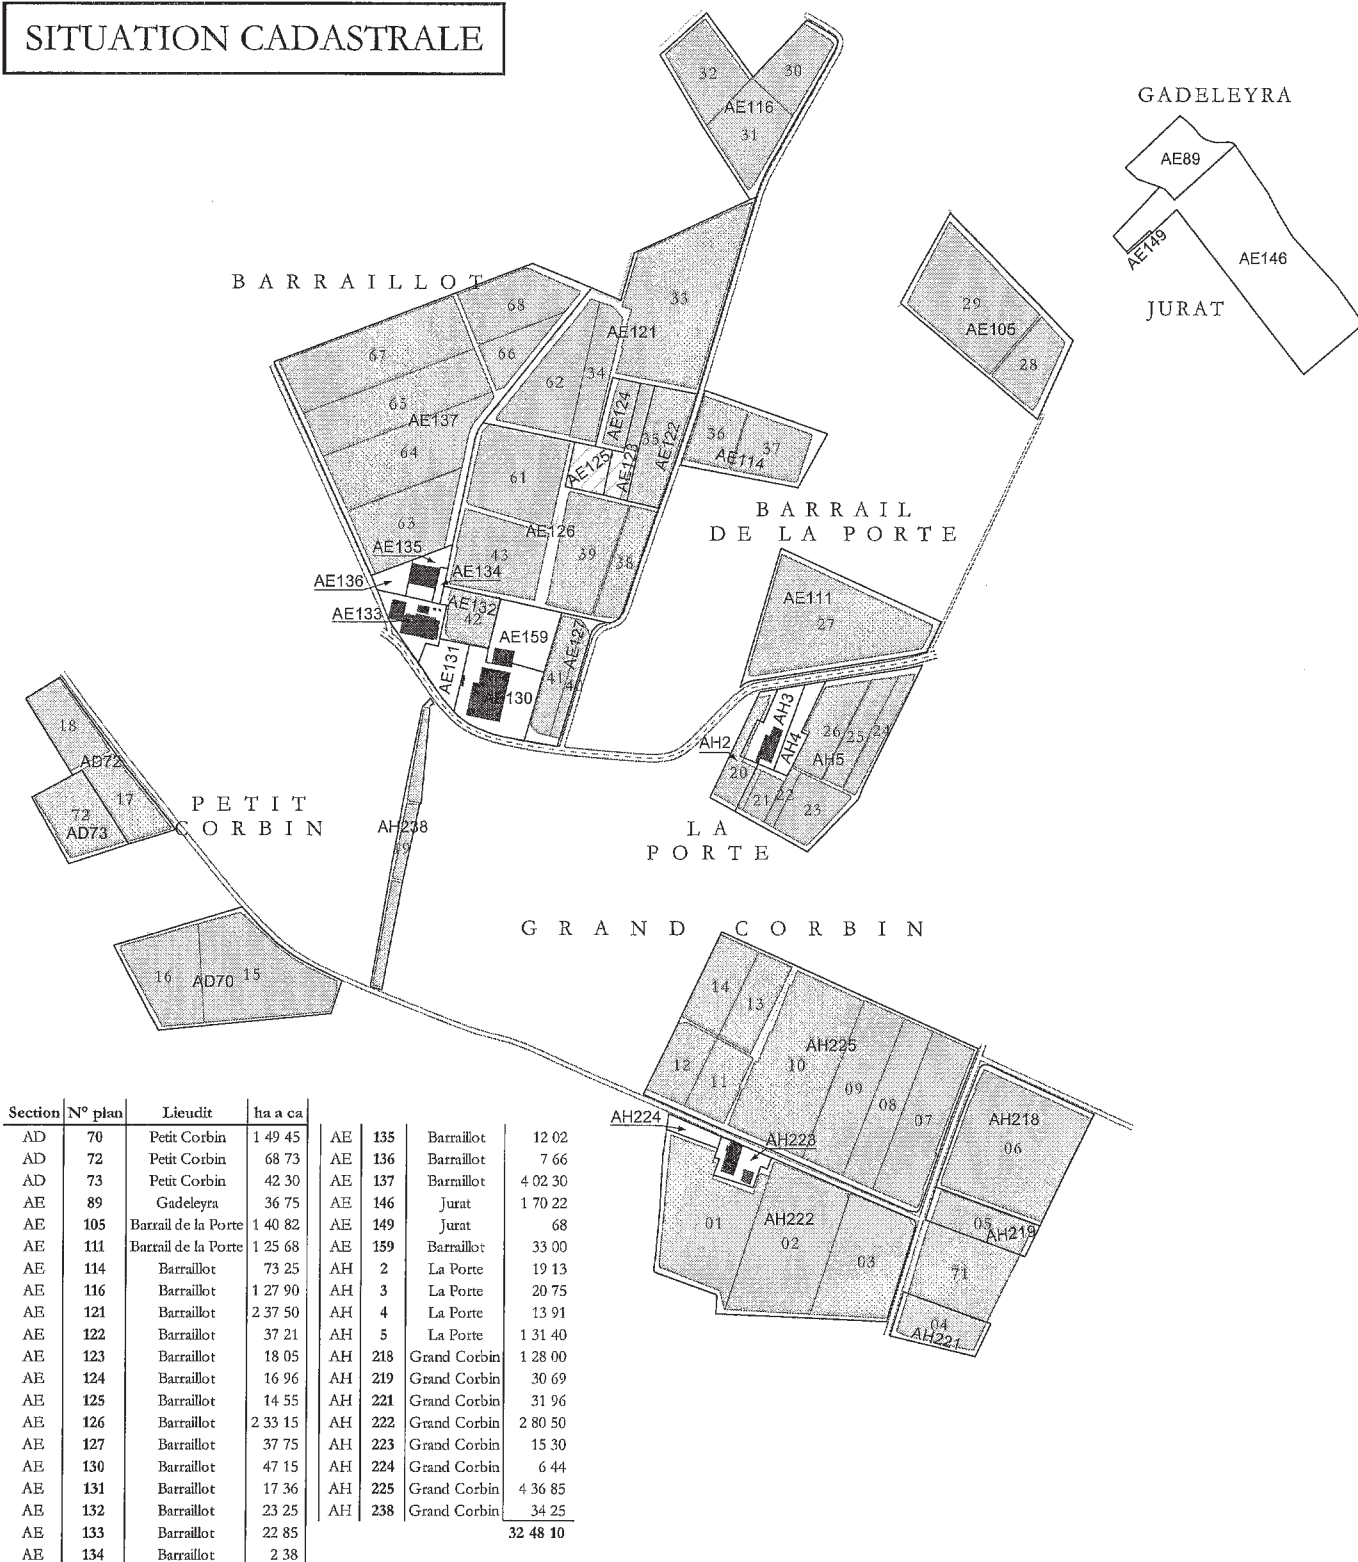 SITUATION CADASTRALE
32
30
AE116
31
GADELEYRA
AE89
AE149
AE146
JURAT
BARRAILLOT
68
33
67
66
AE121
62
34
29
AE105
28
65
AE137
64
AE124
35
AE122
36
37
AE114
61
AE125
AE123
BARRAIL
DE LA PORTE
63
AE126
43
39
38
AE135
AE134
AE136
AE133
AE132
42
AE159
AE127
AE131
41
40
AE130
AE111
27
AH3
AH2
AH4
26
25
24
AH5
20
21
22
23
18
AD72
17
72
AD73
PETIT
CORBIN
AH238
19
LA
PORTE
GRAND CORBIN
16
AD70
15
14
13
12
11
10
AH225
09
08
07
AH218
06
AH224
AH223
01
AH222
02
03
05
AH219
71
04
AH221
Section N° plan Lieudit ha a ca
AD 70 Petit Corbin 1 49 45
AD 72 Petit Corbin 68 73
AD 73 Petit Corbin 42 30
AE 89 Gadeleyra 36 75
AE 105 Barrail de la Porte 1 40 82
AE 111 Barrail de la Porte 1 25 68
AE 114 Barraillot 73 25
AE 116 Barraillot 1 27 90
AE 121 Barraillot 2 37 50
AE 122 Barraillot 37 21
AE 123 Barraillot 18 05
AE 124 Barraillot 16 96
AE 125 Barraillot 14 55
AE 126 Barraillot 2 33 15
AE 127 Barraillot 37 75
AE 130 Barraillot 47 15
AE 131 Barraillot 17 36
AE 132 Barraillot 23 25
AE 133 Barraillot 22 85
AE 134 Barraillot 2 38
AE 135 Barraillot 12 02
AE 136 Barraillot 7 66
AE 137 Barraillot 4 02 30
AE 146 Jurat 1 70 22
AE 149 Jurat 68
AE 159 Barraillot 33 00
AH 2 La Porte 19 13
AH 3 La Porte 20 75
AH 4 La Porte 13 91
AH 5 La Porte 1 31 40
AH 218 Grand Corbin 1 28 00
AH 219 Grand Corbin 30 69
AH 221 Grand Corbin 31 96
AH 222 Grand Corbin 2 80 50
AH 223 Grand Corbin 15 30
AH 224 Grand Corbin 6 44
AH 225 Grand Corbin 4 36 85
AH 238 Grand Corbin 34 25
32 48 10